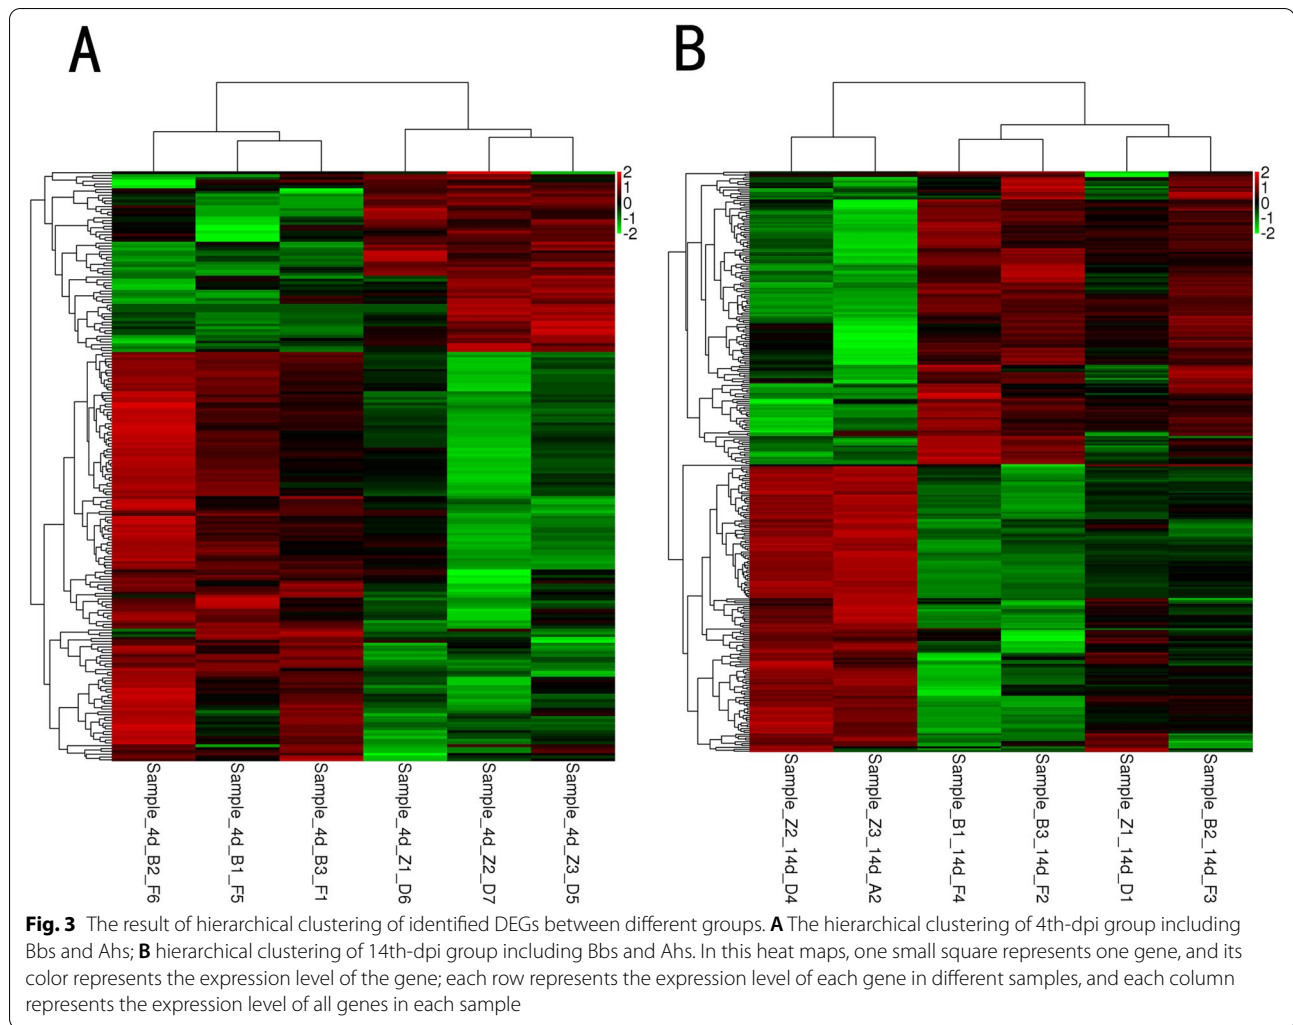 A
B
2
1
0
-1
-2
2
1
0
-1
-2
Sample_4d_B2_F6
Sample_4d_B1_F5
Sample_4d_B3_F1
Sample_4d_Z1_D6
Sample_4d_Z2_D7
Sample_4d_Z3_D5
Sample_Z2_14d_D4
Sample_Z3_14d_A2
Sample_B1_14d_F4
Sample_B3_14d_F2
Sample_Z1_14d_D1
Sample_B2_14d_F3
Fig. 3 The result of hierarchical clustering of identified DEGs between different groups. A The hierarchical clustering of 4th-dpi group including
Bbs and Ahs; B hierarchical clustering of 14th-dpi group including Bbs and Ahs. In this heat maps, one small square represents one gene, and its
color represents the expression level of the gene; each row represents the expression level of each gene in different samples, and each column
represents the expression level of all genes in each sample